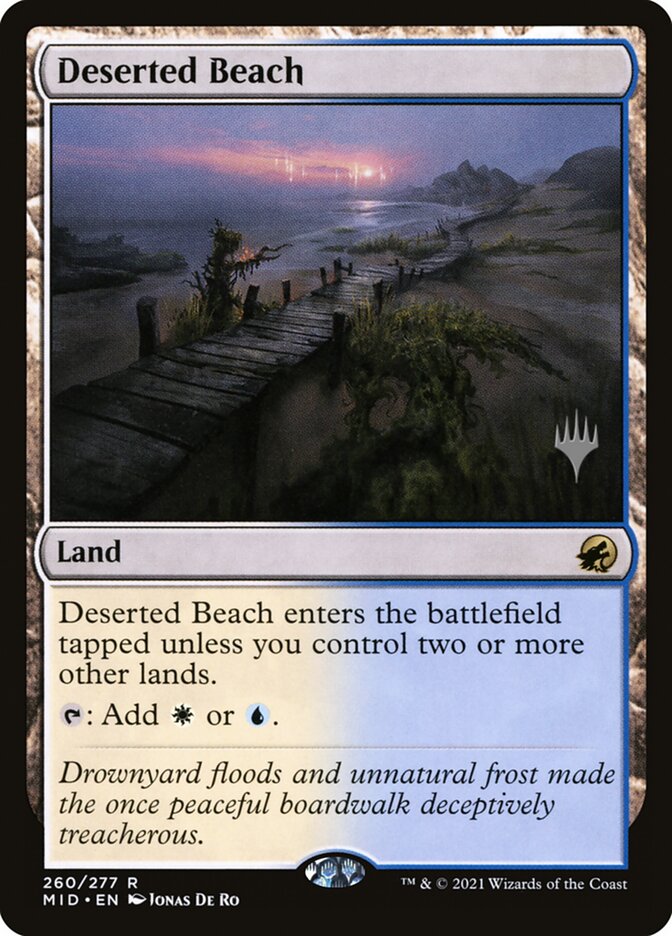 Deserted Beach
Land
Deserted Beach enters the battlefield
tapped unless you control two or more
other lands.
: Add or .
Drownyard floods and unnatural frost made
the once peaceful boardwalk deceptively
treacherous.
260/277 R
MID • EN Jonas De Ro
™ & © 2021 Wizards of the Coast